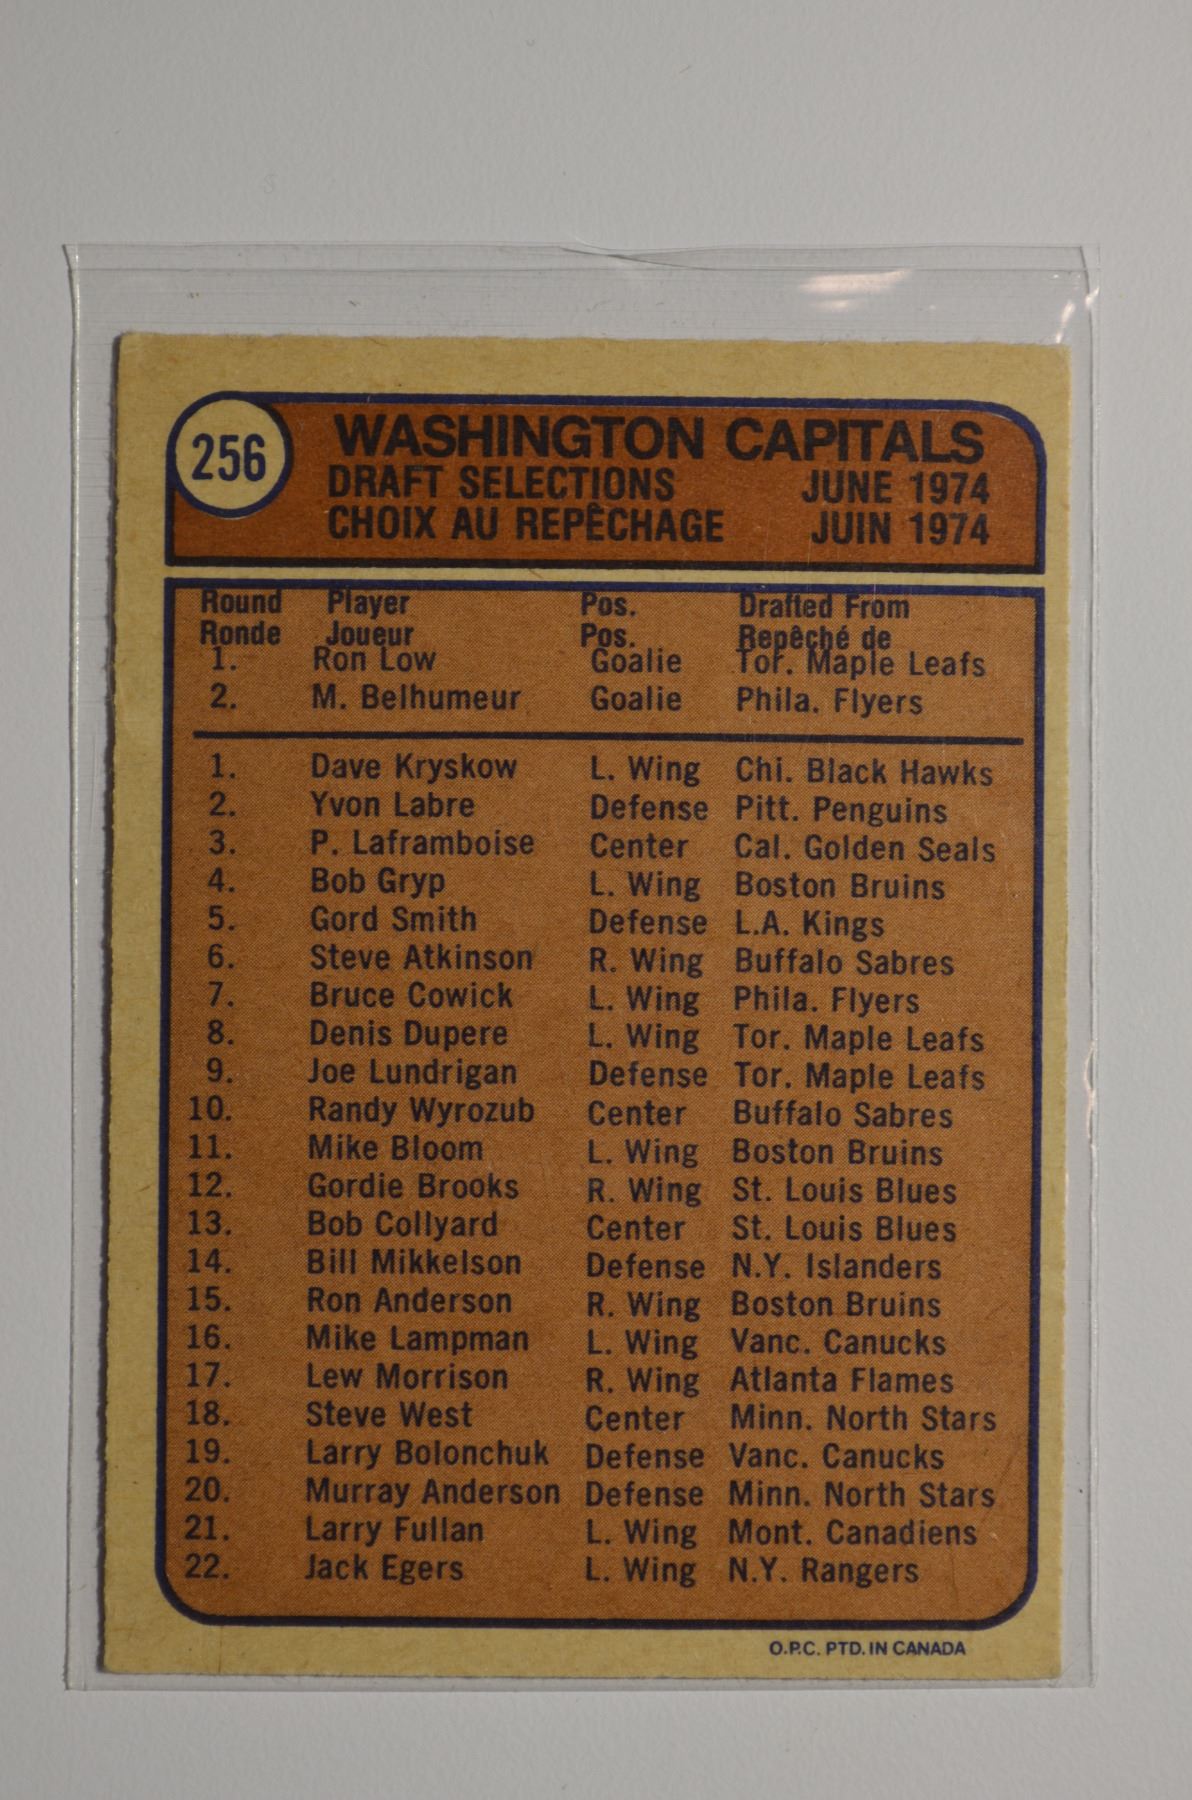 256
WASHINGTON CAPITALS
DRAFT SELECTIONS JUNE 1974
CHOIX AU REPÊCHAGE JUIN 1974
Round Player Pos. Drafted From
Ronde Joueur Pos. Repêché de
1. Ron Low Goalie Tor. Maple Leafs
2. M. Belhumeur Goalie Phila. Flyers
1. Dave Kryskow L. Wing Chi. Black Hawks
2. Yvon Labre Defense Pitt. Penguins
3. P. Laframboise Center Cal. Golden Seals
4. Bob Gryp L. Wing Boston Bruins
5. Gord Smith Defense L.A. Kings
6. Steve Atkinson R. Wing Buffalo Sabres
7. Bruce Cowick L. Wing Phila. Flyers
8. Denis Dupere L. Wing Tor. Maple Leafs
9. Joe Lundrigan Defense Tor. Maple Leafs
10. Randy Wyrozub Center Buffalo Sabres
11. Mike Bloom L. Wing Boston Bruins
12. Gordie Brooks R. Wing St. Louis Blues
13. Bob Collyard Center St. Louis Blues
14. Bill Mikkelson Defense N.Y. Islanders
15. Ron Anderson R. Wing Boston Bruins
16. Mike Lampman L. Wing Vanc. Canucks
17. Lew Morrison R. Wing Atlanta Flames
18. Steve West Center Minn. North Stars
19. Larry Bolonchuk Defense Vanc. Canucks
20. Murray Anderson Defense Minn. North Stars
21. Larry Fullan L. Wing Mont. Canadiens
22. Jack Egers L. Wing N.Y. Rangers
O.P.C. PTD. IN CANADA